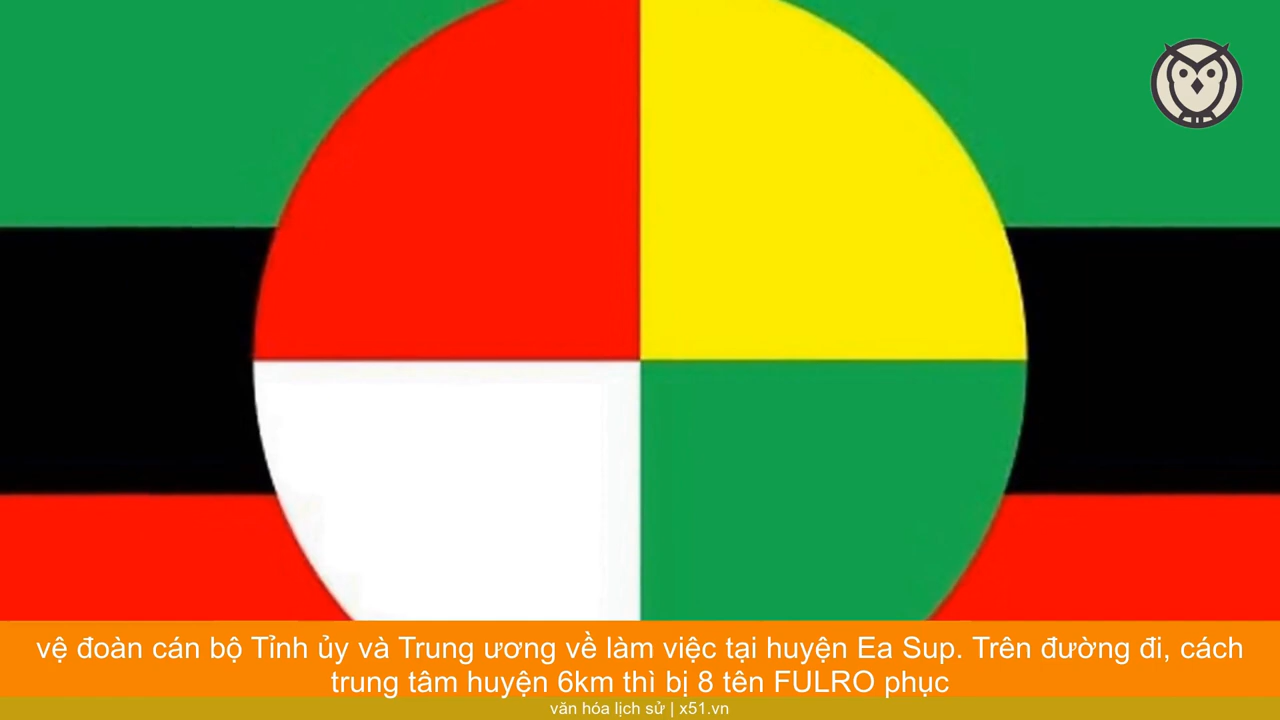 vệ đoàn cán bộ Tỉnh ủy và Trung ương về làm việc tại huyện Ea Sup. Trên đường đi, cách
trung tâm huyện 6km thì bị 8 tên FULRO phục
văn hóa lịch sử | x51.vn